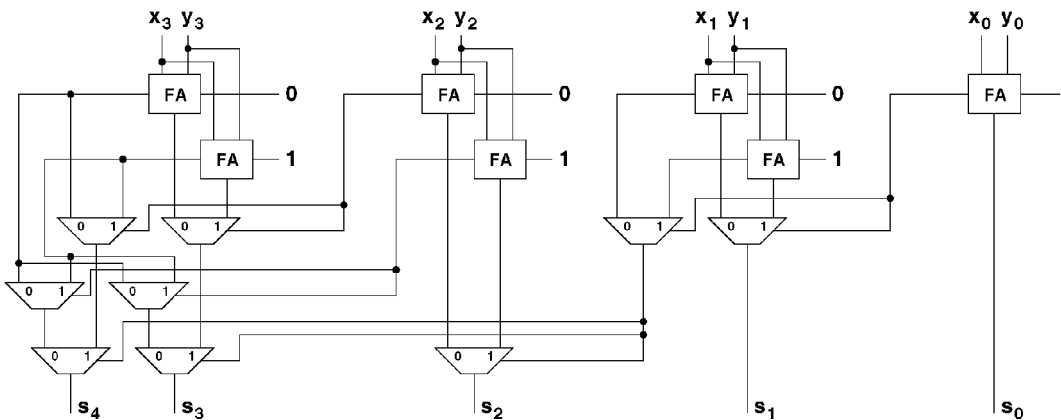 x3 y3 x2 y2 x1 y1 x0 y0
FA 0 FA 0 FA 0 FA
FA 1 FA 1 FA 1
0 1 0 1 0 1 0 1
0 1 0 1
0 1 0 1 0 1
s4 s3 s2 s1 s0